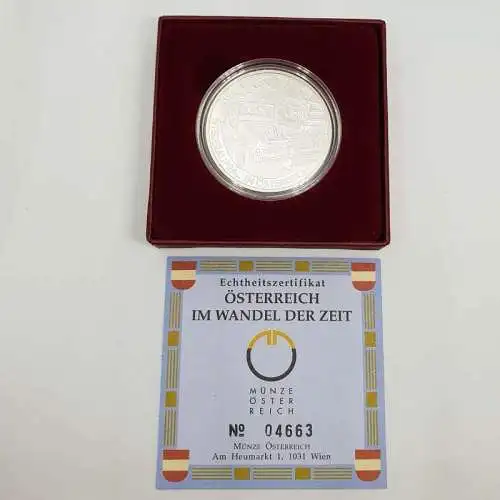 Echtheitszertifikat
ÖSTERREICH
IM WANDEL DER ZEIT
MÜNZE
ÖSTER
REICH
Nº 04663
MÜNZE ÖSTERREICH
Am Heumarkt 1, 1031 Wien